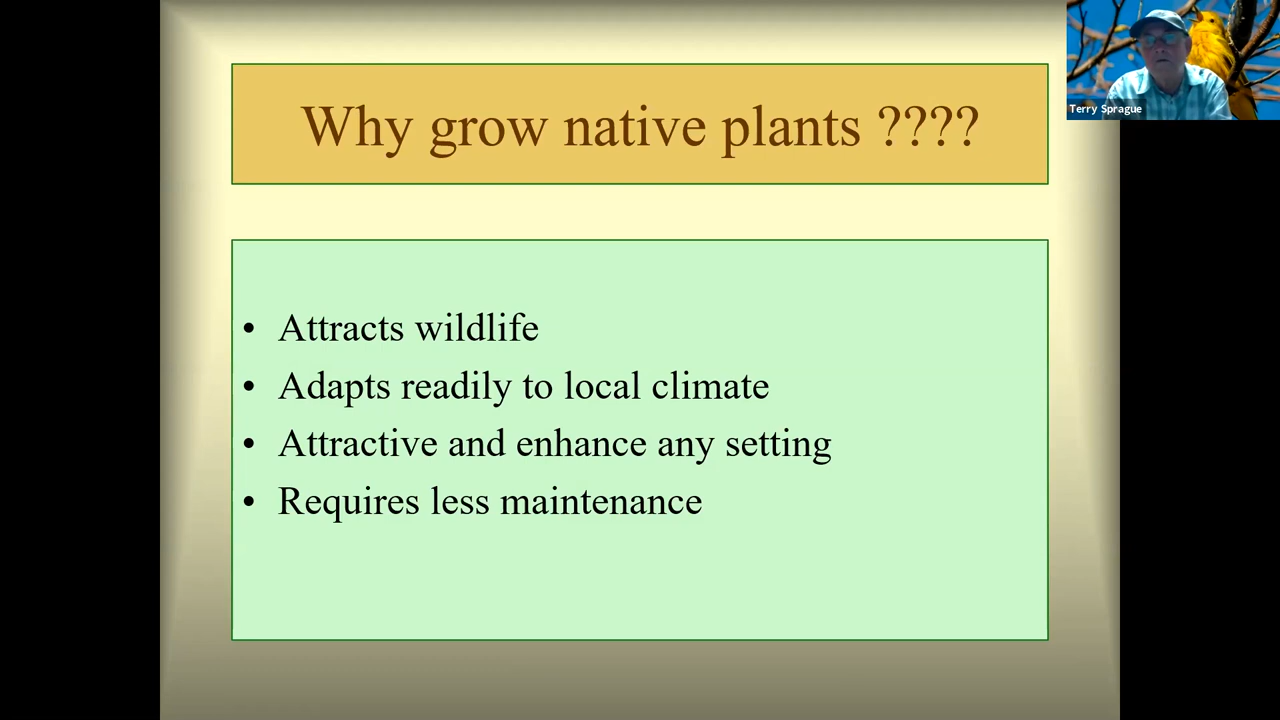 Why grow native plants ????
Terry Sprague
• Attracts wildlife
• Adapts readily to local climate
• Attractive and enhance any setting
• Requires less maintenance